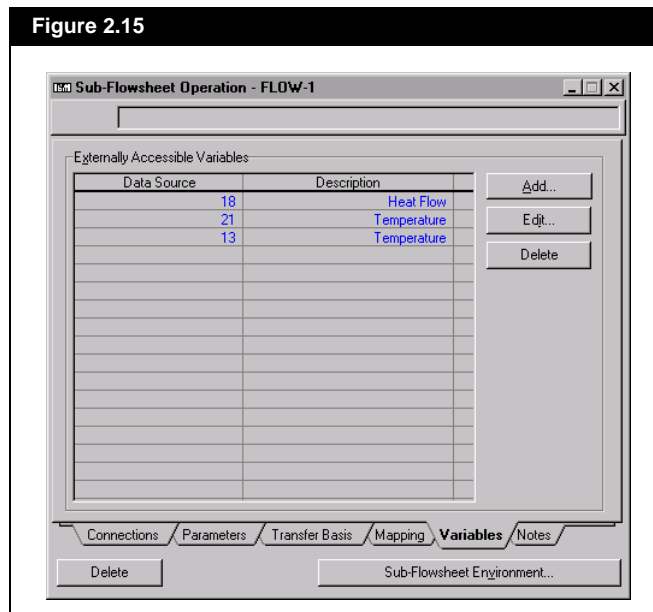 Figure 2.15
Sub-Flowsheet Operation - FLOW-1
Externally Accessible Variables
Data Source Description
18 Heat Flow
21 Temperature
13 Temperature
Add...
Edit...
Delete
Connections Parameters Transfer Basis Mapping Variables Notes
Delete Sub-Flowsheet Environment...